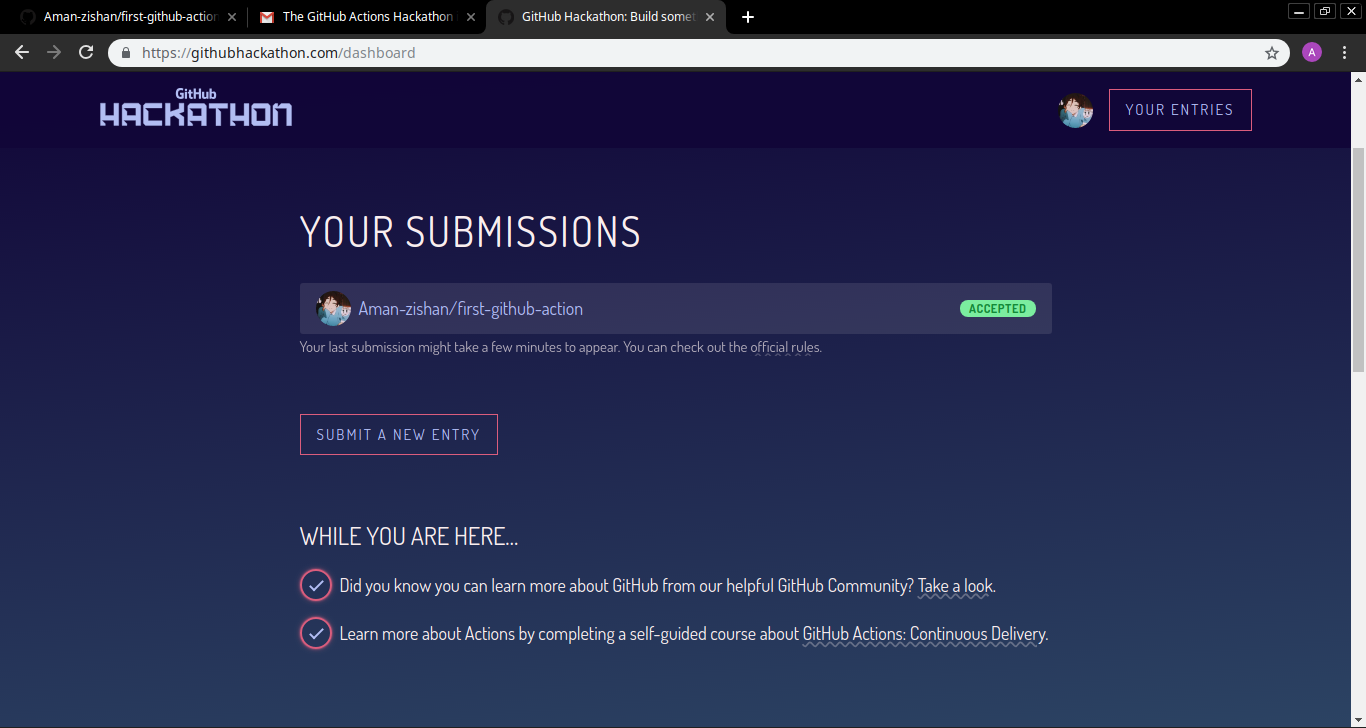 Aman-zishan/first-github-action
The GitHub Actions Hackathon
GitHub Hackathon: Build somet
https://githubhackathon.com/dashboard
A
GitHub
HACKATHON
YOUR ENTRIES
YOUR SUBMISSIONS
Aman-zishan/first-github-action
ACCEPTED
Your last submission might take a few minutes to appear. You can check out the official rules.
SUBMIT A NEW ENTRY
WHILE YOU ARE HERE...
Did you know you can learn more about GitHub from our helpful GitHub Community? Take a look.
Learn more about Actions by completing a self-guided course about GitHub Actions: Continuous Delivery.